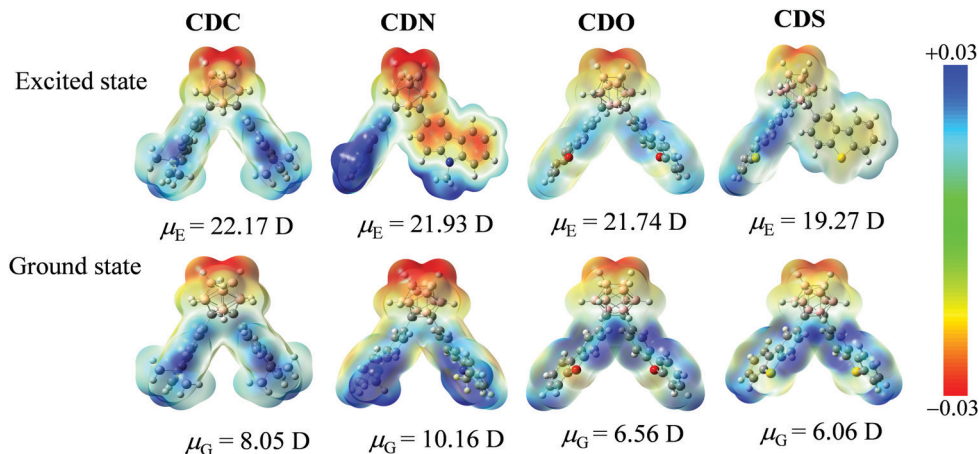 CDC CDN CDO CDS
+0.03
Excited state
μE = 22.17 D μE = 21.93 D μE = 21.74 D μE = 19.27 D
Ground state
−0.03
μG = 8.05 D μG = 10.16 D μG = 6.56 D μG = 6.06 D